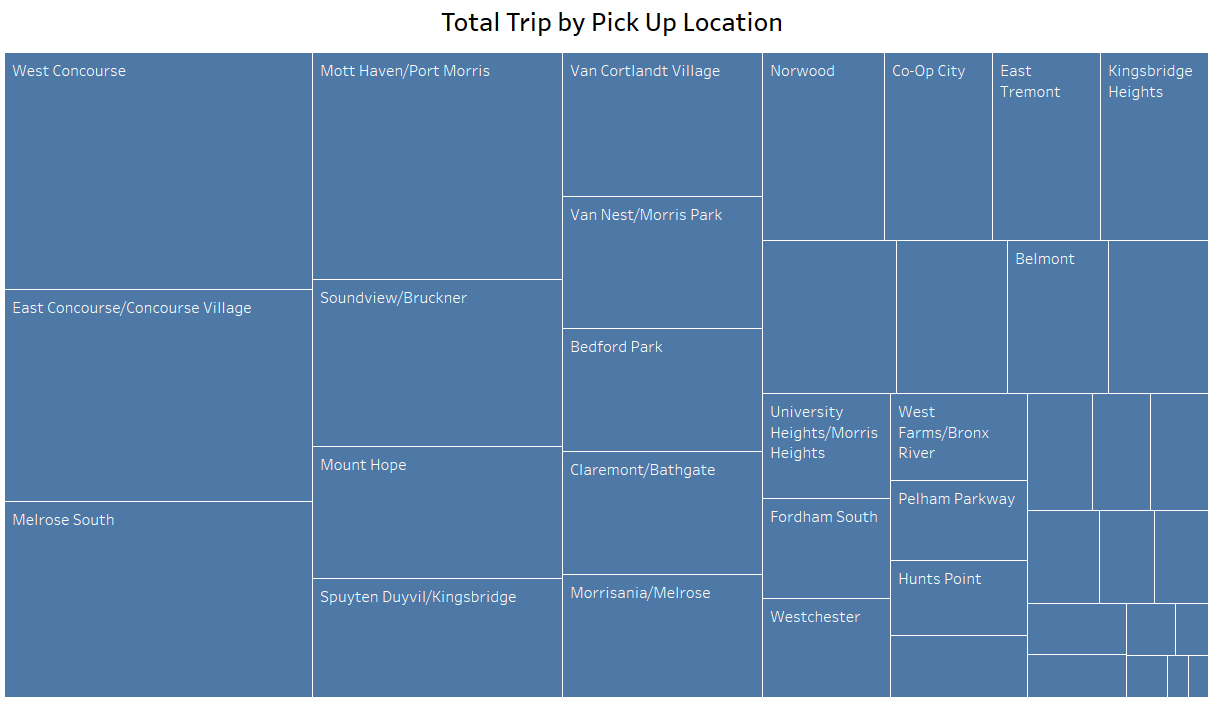 Total Trip by Pick Up Location
West Concourse
East Concourse/Concourse Village
Melrose South
Mott Haven/Port Morris
Soundview/Bruckner
Mount Hope
Spuyten Duyvil/Kingsbridge
Van Cortlandt Village
Van Nest/Morris Park
Bedford Park
Claremont/Bathgate
Morrisania/Melrose
Norwood
Co-Op City
East
Tremont
Kingsbridge
Heights
Belmont
University
Heights/Morris
Heights
Fordham South
Westchester
West
Farms/Bronx
River
Pelham Parkway
Hunts Point